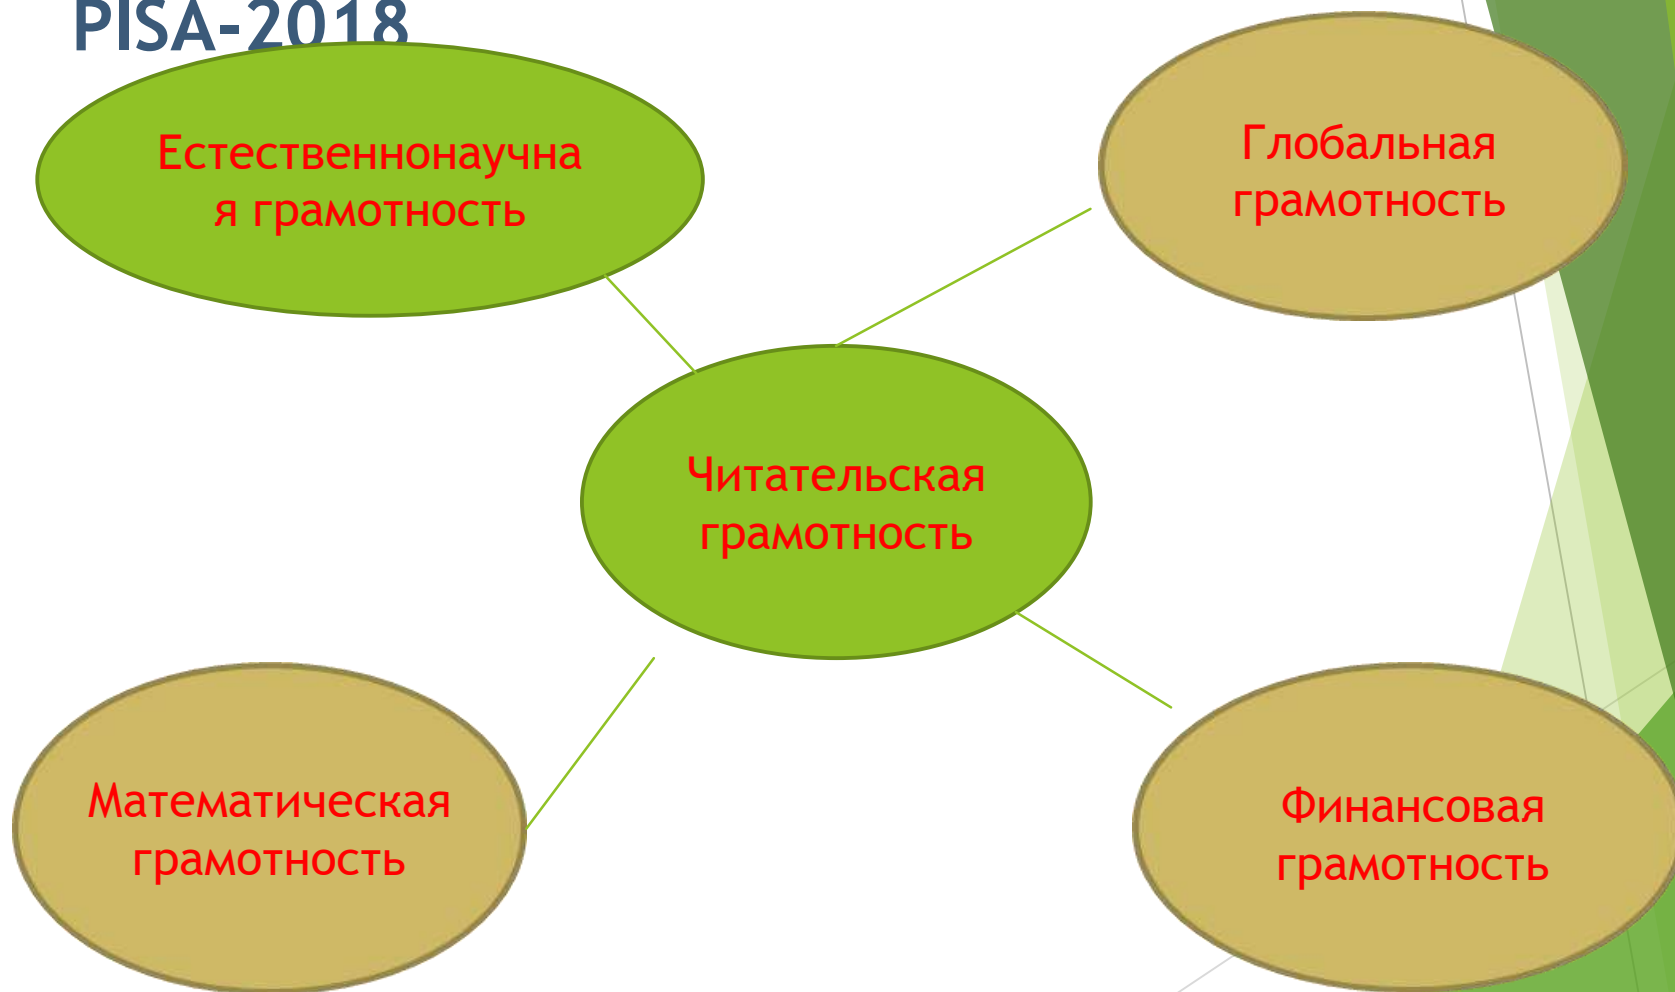 PISA-2018
Естественнонаучна
я грамотность
Глобальная
грамотность
Читательская
грамотность
Математическая
грамотность
Финансовая
грамотность